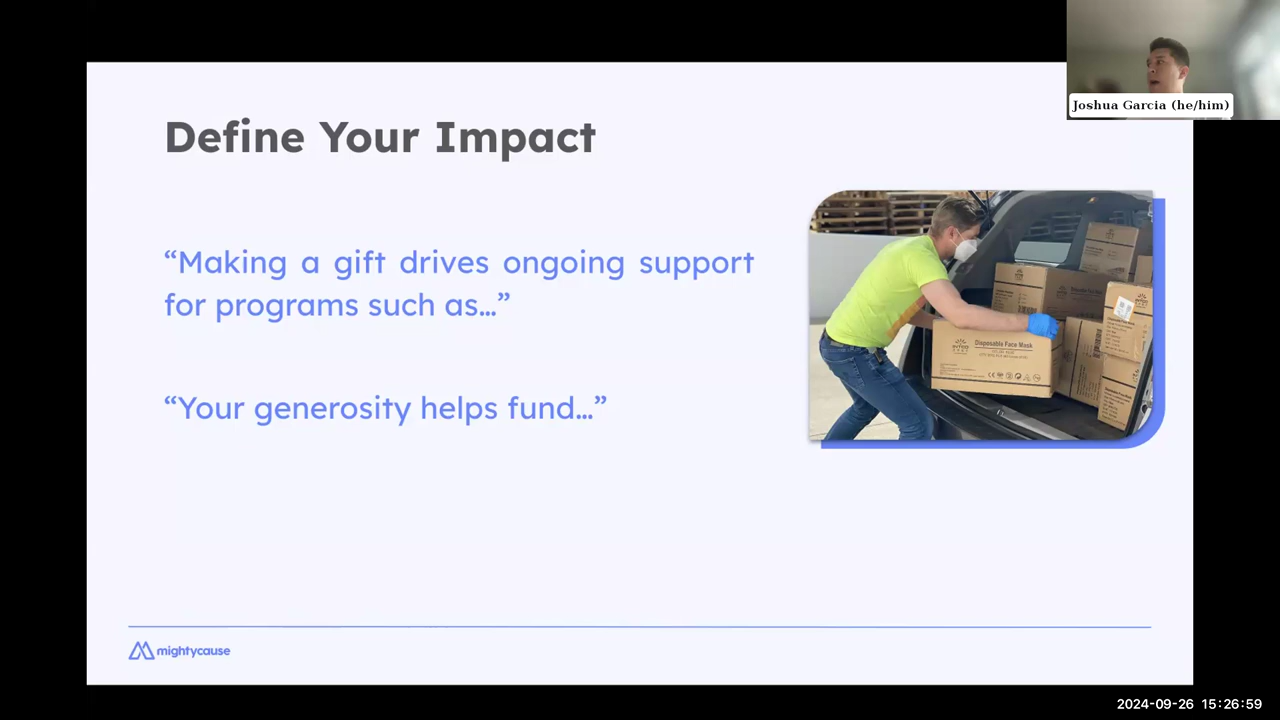 Joshua Garcia (he/him)
Define Your Impact
“Making a gift drives ongoing support
for programs such as…”
“Your generosity helps fund…”
Disposable Face Mask
mightycause
2024-09-26 15:26:59